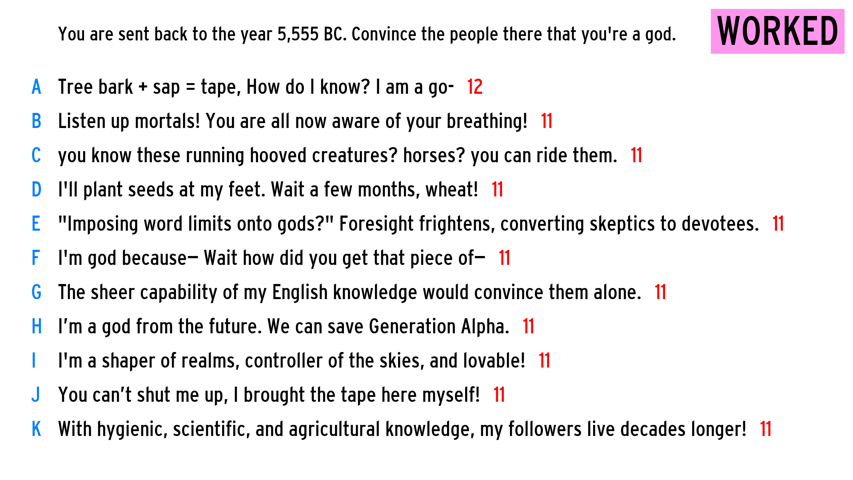 You are sent back to the year 5,555 BC. Convince the people there that you're a god.
WORKED
A Tree bark + sap = tape, How do I know? I am a go- 12
B Listen up mortals! You are all now aware of your breathing! 11
C you know these running hooved creatures? horses? you can ride them. 11
D I'll plant seeds at my feet. Wait a few months, wheat! 11
E "Imposing word limits onto gods?" Foresight frightens, converting skeptics to devotees. 11
F I'm god because— Wait how did you get that piece of— 11
G The sheer capability of my English knowledge would convince them alone. 11
H I’m a god from the future. We can save Generation Alpha. 11
I I'm a shaper of realms, controller of the skies, and lovable! 11
J You can’t shut me up, I brought the tape here myself! 11
K With hygienic, scientific, and agricultural knowledge, my followers live decades longer! 11